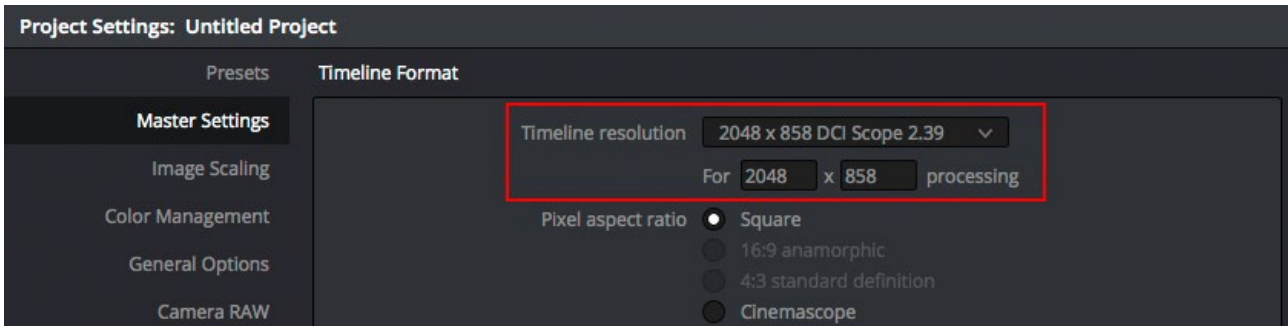 Project Settings: Untitled Project
Presets
Timeline Format
Master Settings
Timeline resolution 2048 x 858 DCI Scope 2.39
Image Scaling
For 2048 x 858 processing
Color Management
Pixel aspect ratio Square
16:9 anamorphic
General Options
4:3 standard definition
Camera RAW
Cinemascope